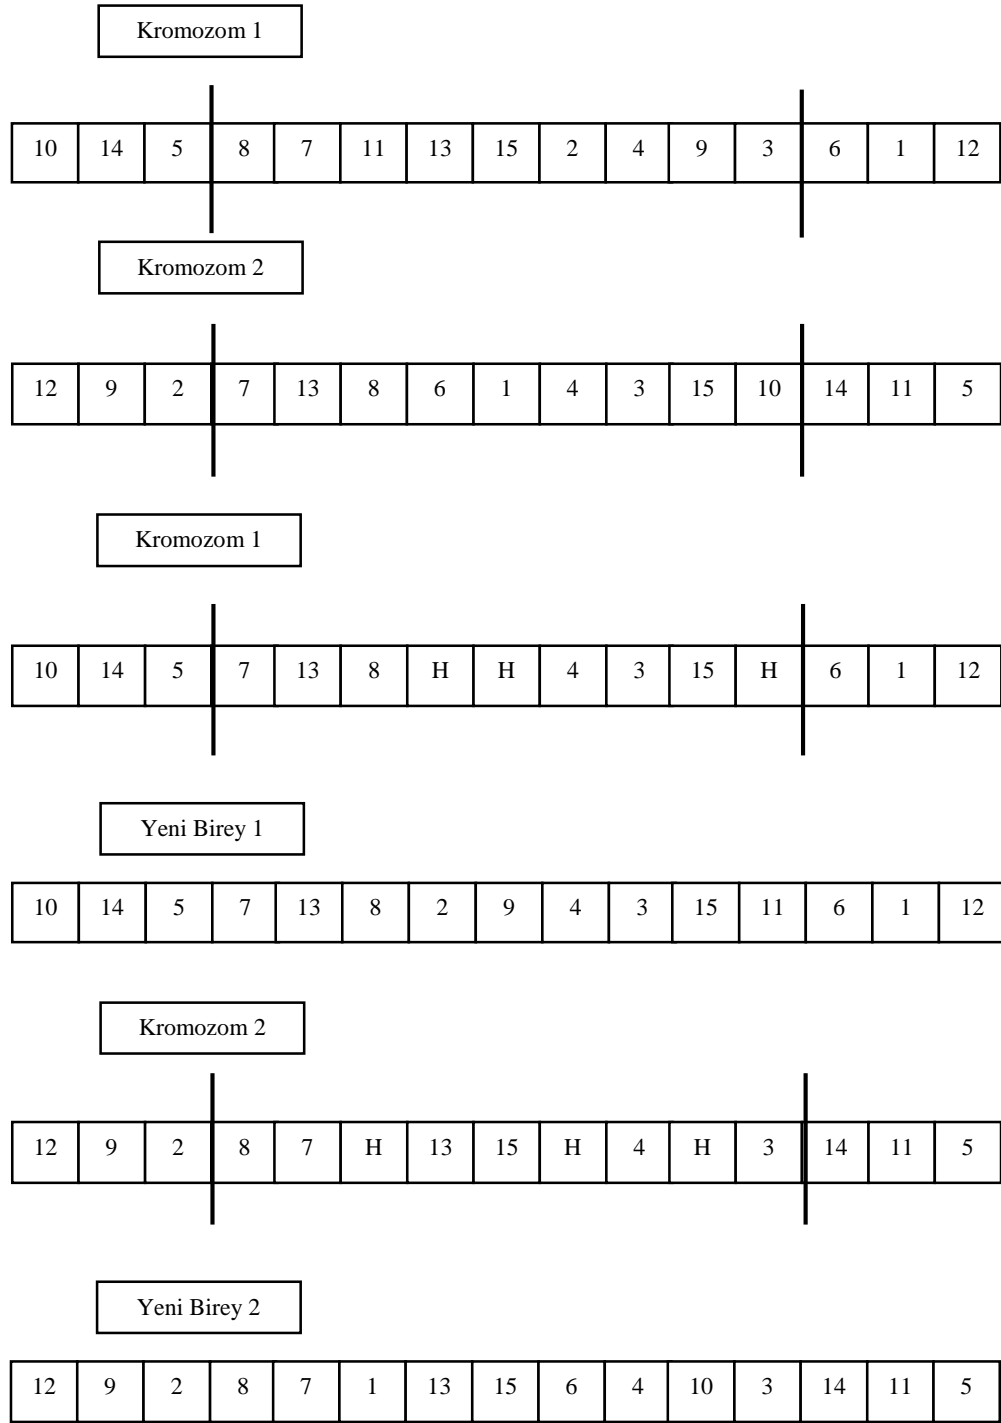 Kromozom 1
10 14 5 8 7 11 13 15 2 4 9 3 6 1 12
Kromozom 2
12 9 2 7 13 8 6 1 4 3 15 10 14 11 5
Kromozom 1
10 14 5 7 13 8 H H 4 3 15 H 6 1 12
Yeni Birey 1
10 14 5 7 13 8 2 9 4 3 15 11 6 1 12
Kromozom 2
12 9 2 8 7 H 13 15 H 4 H 3 14 11 5
Yeni Birey 2
12 9 2 8 7 1 13 15 6 4 10 3 14 11 5